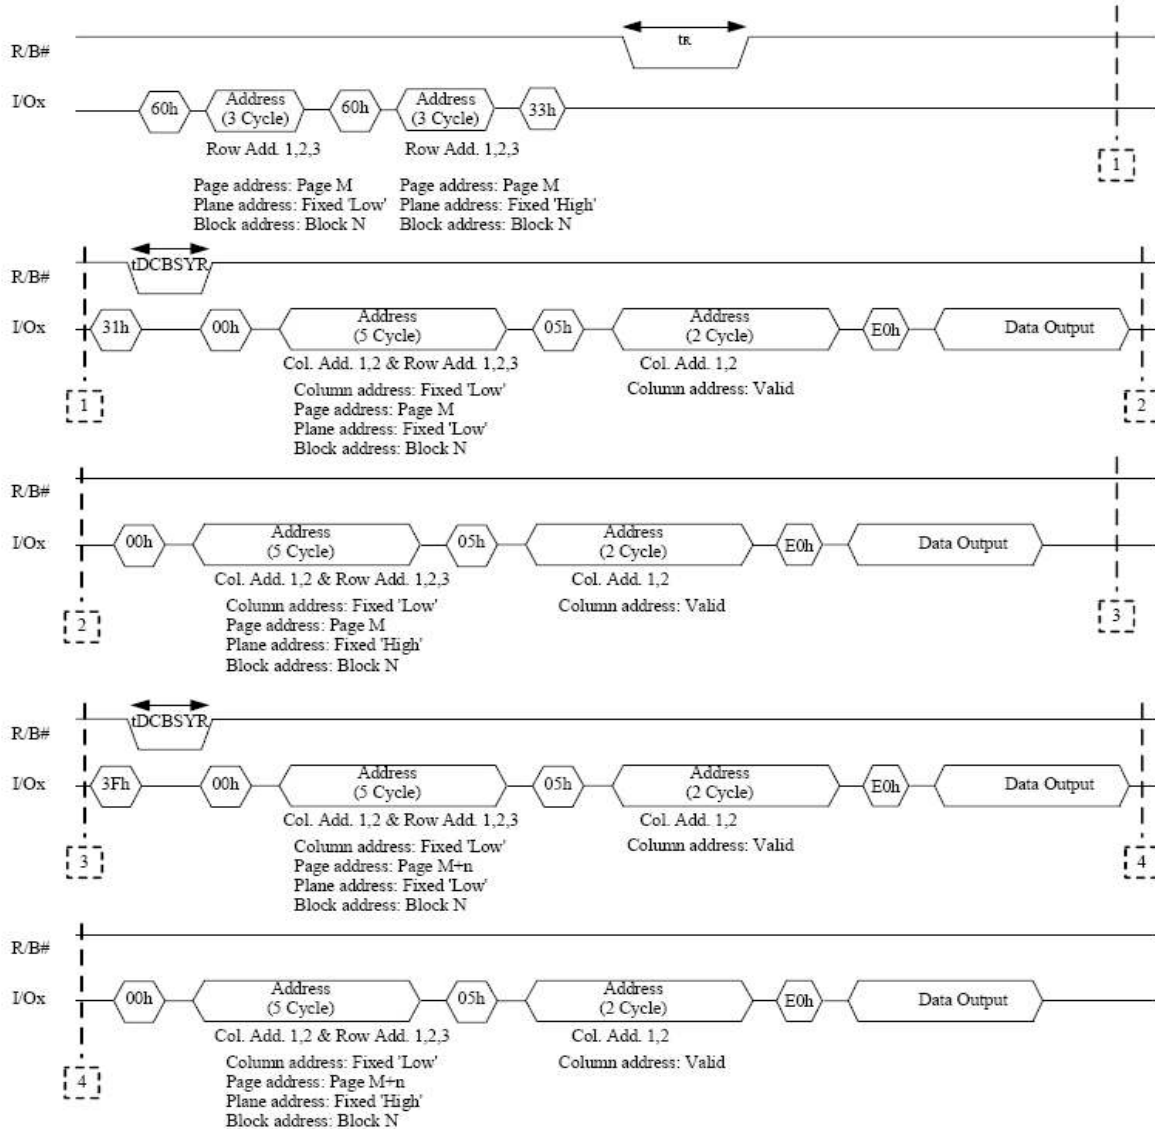 R/B#
tR
I/Ox
60h
Address
(3 Cycle)
60h
Address
(3 Cycle)
33h
Row Add. 1,2,3
Row Add. 1,2,3
1
Page address: Page M
Plane address: Fixed 'Low'
Block address: Block N
Page address: Page M
Plane address: Fixed 'High'
Block address: Block N
R/B#
tDCBSYR
I/Ox
31h
00h
Address
(5 Cycle)
05h
Address
(2 Cycle)
E0h
Data Output
Col. Add. 1,2 & Row Add. 1,2,3
Col. Add. 1,2
Column address: Fixed 'Low'
Page address: Page M
Plane address: Fixed 'Low'
Block address: Block N
Column address: Valid
1
2
R/B#
I/Ox
00h
Address
(5 Cycle)
05h
Address
(2 Cycle)
E0h
Data Output
Col. Add. 1,2 & Row Add. 1,2,3
Col. Add. 1,2
Column address: Fixed 'Low'
Page address: Page M
Plane address: Fixed 'High'
Block address: Block N
Column address: Valid
2
3
R/B#
tDCBSYR
I/Ox
3Fh
00h
Address
(5 Cycle)
05h
Address
(2 Cycle)
E0h
Data Output
Col. Add. 1,2 & Row Add. 1,2,3
Col. Add. 1,2
Column address: Fixed 'Low'
Page address: Page M+n
Plane address: Fixed 'Low'
Block address: Block N
Column address: Valid
3
4
R/B#
I/Ox
00h
Address
(5 Cycle)
05h
Address
(2 Cycle)
E0h
Data Output
Col. Add. 1,2 & Row Add. 1,2,3
Col. Add. 1,2
Column address: Fixed 'Low'
Page address: Page M+n
Plane address: Fixed 'High'
Block address: Block N
Column address: Valid
4